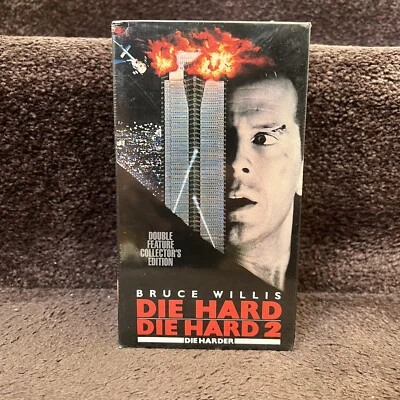 DOUBLE
FEATURE
COLLECTOR'S
EDITION
BRUCE WILLIS
DIE HARD
DIE HARD 2
DIE HARDER